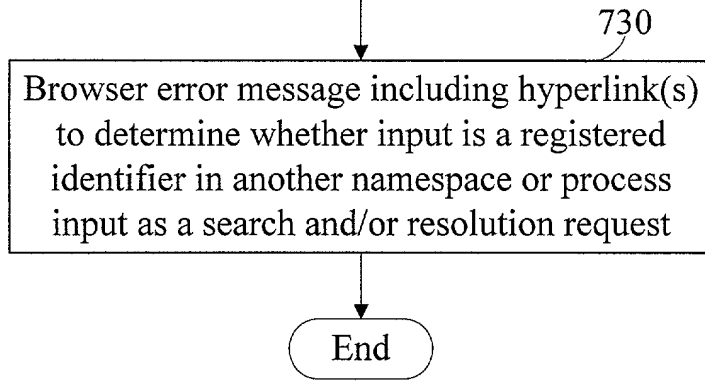 730
Browser error message including hyperlink(s)
to determine whether input is a registered
identifier in another namespace or process
input as a search and/or resolution request
End